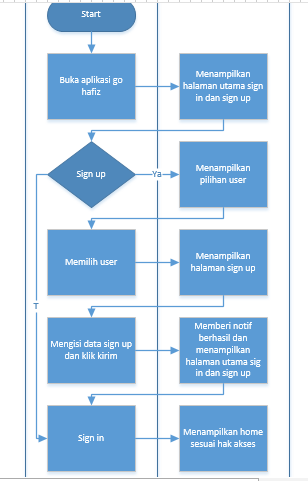 Start
Buka aplikasi go
hafiz
Menampilkan
halaman utama sign
in dan sign up
Sign up
Ya
Menampilkan
pilihan user
Memilih user
Menampilkan
halaman sign up
T
Mengisi data sign up
dan klik kirim
Memberi notif
berhasil dan
menampilkan
halaman utama sig
in dan sign up
Sign in
Menampilkan home
sesuai hak akses